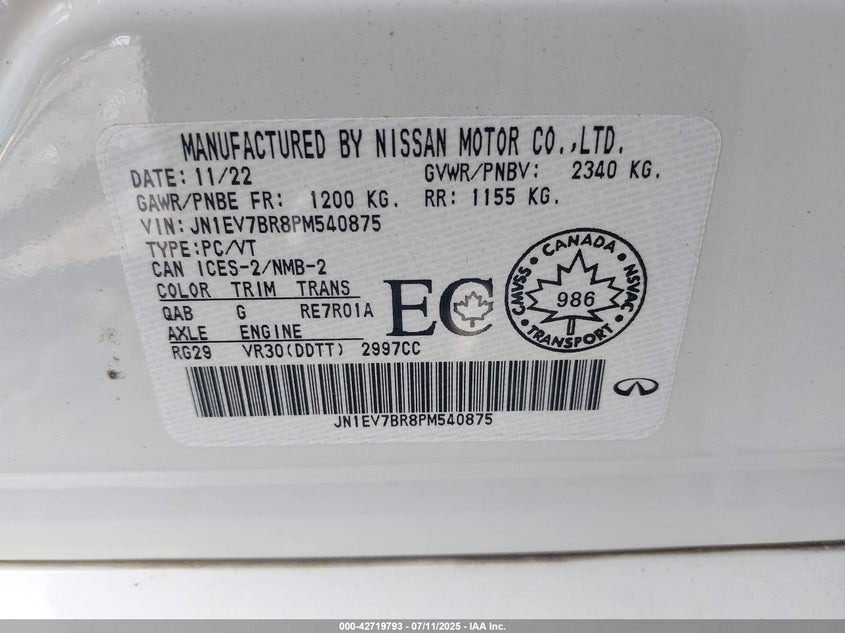 MANUFACTURED BY NISSAN MOTOR CO.,LTD.
DATE: 11/22 GVWR/PNBV: 2340 KG.
GAWR/PNBE FR: 1200 KG. RR: 1155 KG.
VIN: JN1EV7BR8PM540875
TYPE:PC/VT
CAN ICES-2/NMB-2
COLOR TRIM TRANS
QAB G RE7R01A
AXLE ENGINE
RG29 VR30(DDTT) 2997CC
EC
CANADA
CMVSS 986 NSVAC
TRANSPORT
JN1EV7BR8PM540875
000-42719793 - 07/11/2025 - IAA Inc.